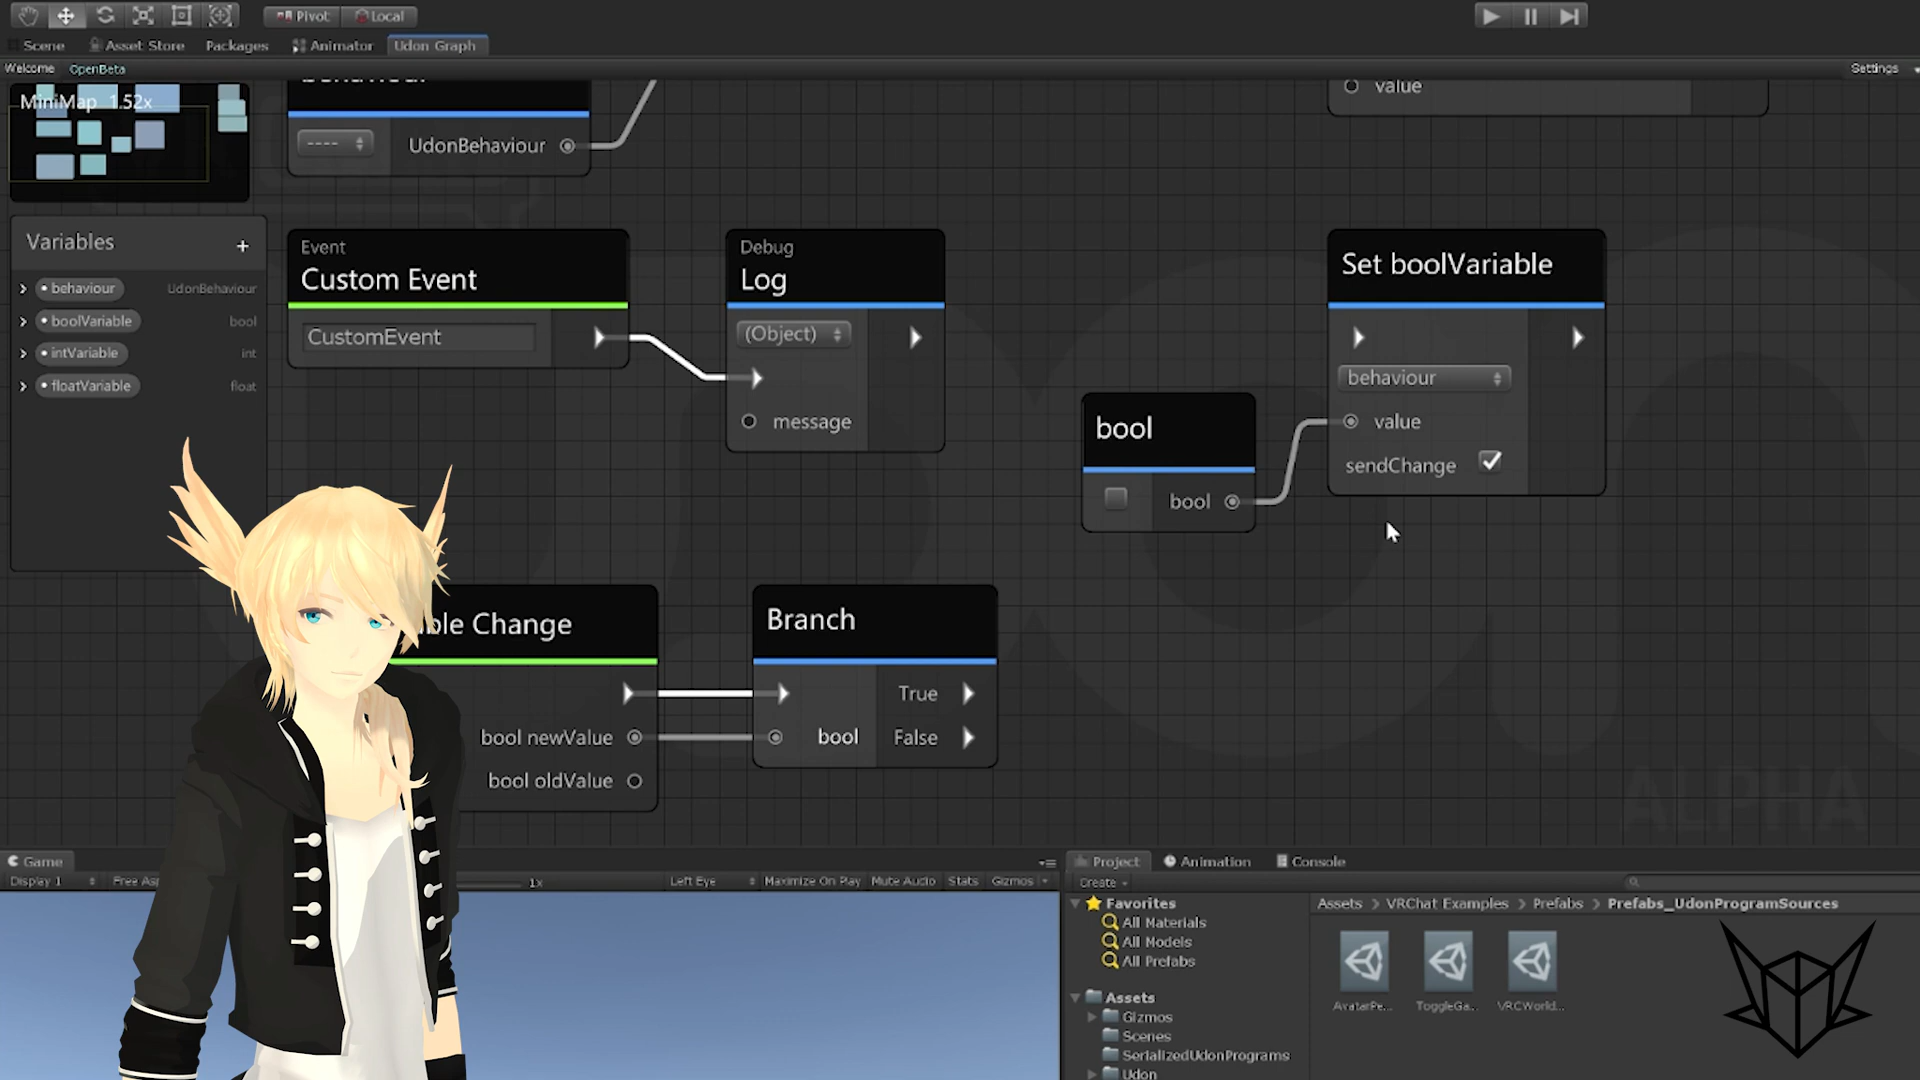 Pivot
Local
Scene
Asset Store
Packages
Animator
Udon Graph
Welcome
OpenBeta
Settings
MiniMap 1.52x
value
----
UdonBehaviour
Variables
+
behaviour
UdonBehaviour
boolVariable
bool
intVariable
int
floatVariable
float
Event
Custom Event
CustomEvent
Debug
Log
(Object)
message
Set boolVariable
behaviour
value
sendChange
bool
bool
Change
bool newValue
bool oldValue
Branch
True
bool
False
ALPHA
Game
Display 1
Free
1x
Left Eye
Maximize On Play
Mute Audio
Stats
Gizmos
Project
Animation
Console
Create
Favorites
All Materials
All Models
All Prefabs
Assets
Gizmos
Scenes
SerializedUdonPrograms
Udon
Assets > VRChat Examples > Prefabs > Prefabs_UdonProgramSources
AvatarPe...
ToggleGa...
VRCWorld...